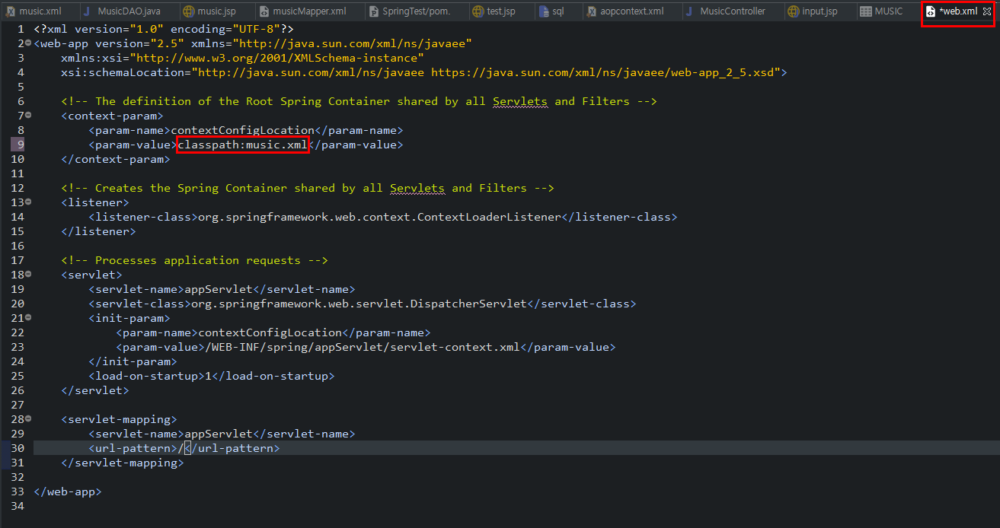 music.xml MusicDAO.java music.jsp musicMapper.xml SpringTest/pom. test.jsp sql aopcontext.xml MusicController input.jsp MUSIC *web.xml
1 <?xml version="1.0" encoding="UTF-8"?>
2 <web-app version="2.5" xmlns="http://java.sun.com/xml/ns/javaee"
3     xmlns:xsi="http://www.w3.org/2001/XMLSchema-instance"
4     xsi:schemaLocation="http://java.sun.com/xml/ns/javaee https://java.sun.com/xml/ns/javaee/web-app_2_5.xsd">
5
6     <!-- The definition of the Root Spring Container shared by all Servlets and Filters -->
7     <context-param>
8         <param-name>contextConfigLocation</param-name>
9         <param-value>classpath:music.xml</param-value>
10     </context-param>
11
12     <!-- Creates the Spring Container shared by all Servlets and Filters -->
13     <listener>
14         <listener-class>org.springframework.web.context.ContextLoaderListener</listener-class>
15     </listener>
16
17     <!-- Processes application requests -->
18     <servlet>
19         <servlet-name>appServlet</servlet-name>
20         <servlet-class>org.springframework.web.servlet.DispatcherServlet</servlet-class>
21         <init-param>
22             <param-name>contextConfigLocation</param-name>
23             <param-value>/WEB-INF/spring/appServlet/servlet-context.xml</param-value>
24         </init-param>
25         <load-on-startup>1</load-on-startup>
26     </servlet>
27
28     <servlet-mapping>
29         <servlet-name>appServlet</servlet-name>
30         <url-pattern>/</url-pattern>
31     </servlet-mapping>
32
33 </web-app>
34